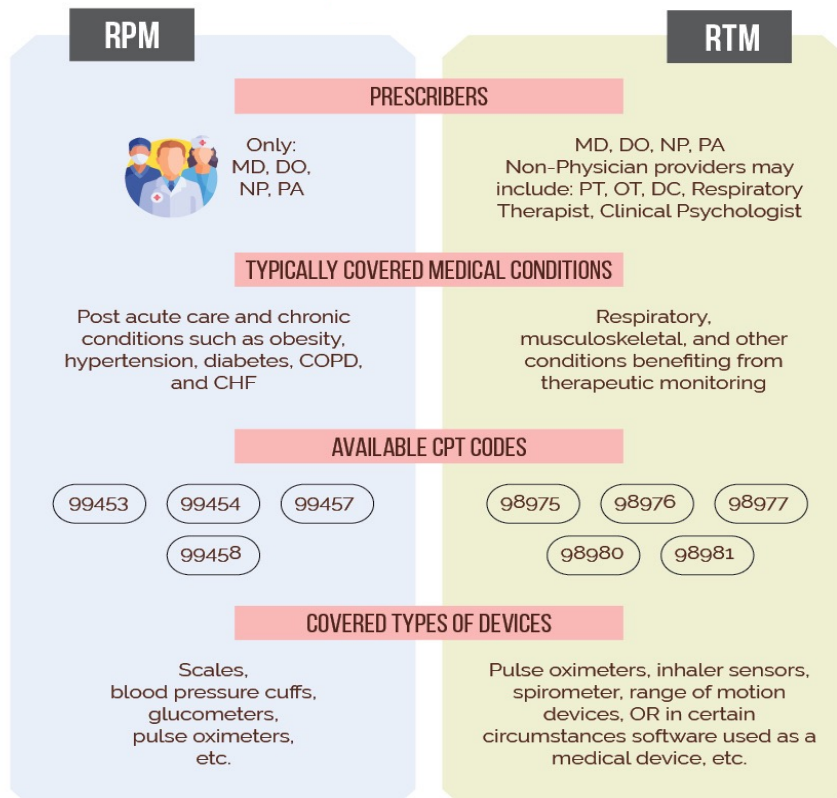 RPM
RTM
PRESCRIBERS
Only:
MD, DO,
NP, PA
MD, DO, NP, PA
Non-Physician providers may
include: PT, OT, DC, Respiratory
Therapist, Clinical Psychologist
TYPICALLY COVERED MEDICAL CONDITIONS
Post acute care and chronic
conditions such as obesity,
hypertension, diabetes, COPD,
and CHF
Respiratory,
musculoskeletal, and other
conditions benefiting from
therapeutic monitoring
AVAILABLE CPT CODES
99453 99454 99457
99458
98975 98976 98977
98980 98981
COVERED TYPES OF DEVICES
Scales,
blood pressure cuffs,
glucometers,
pulse oximeters,
etc.
Pulse oximeters, inhaler sensors,
spirometer, range of motion
devices, OR in certain
circumstances software used as a
medical device, etc.